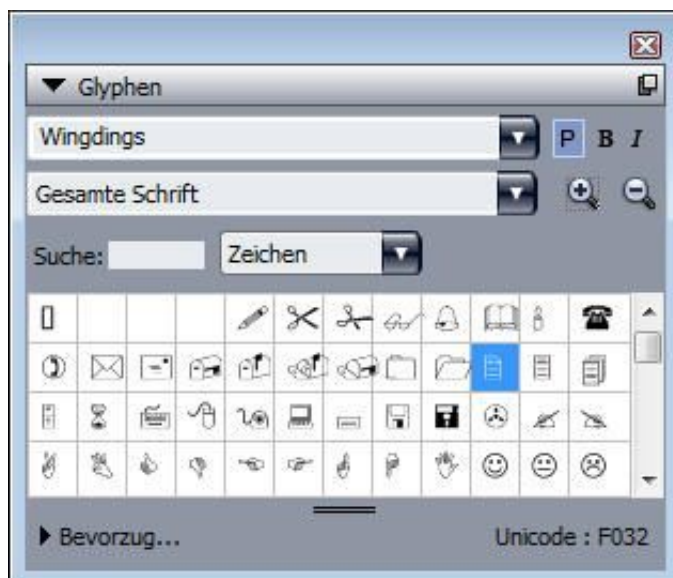 Glyphen
Wingdings P B I
Gesamte Schrift
Suche: Zeichen
Bevorzug... Unicode : F032